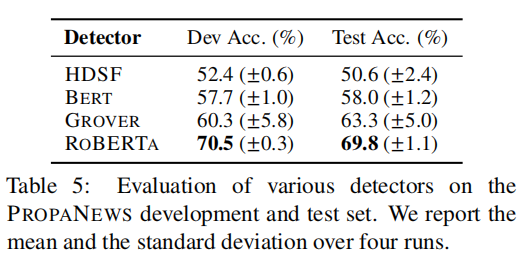 Detector Dev Acc. (%) Test Acc. (%)
HDSF 52.4 (±0.6) 50.6 (±2.4)
BERT 57.7 (±1.0) 58.0 (±1.2)
GROVER 60.3 (±5.8) 63.3 (±5.0)
ROBERTA 70.5 (±0.3) 69.8 (±1.1)
Table 5: Evaluation of various detectors on the
PROPANEWS development and test set. We report the
mean and the standard deviation over four runs.